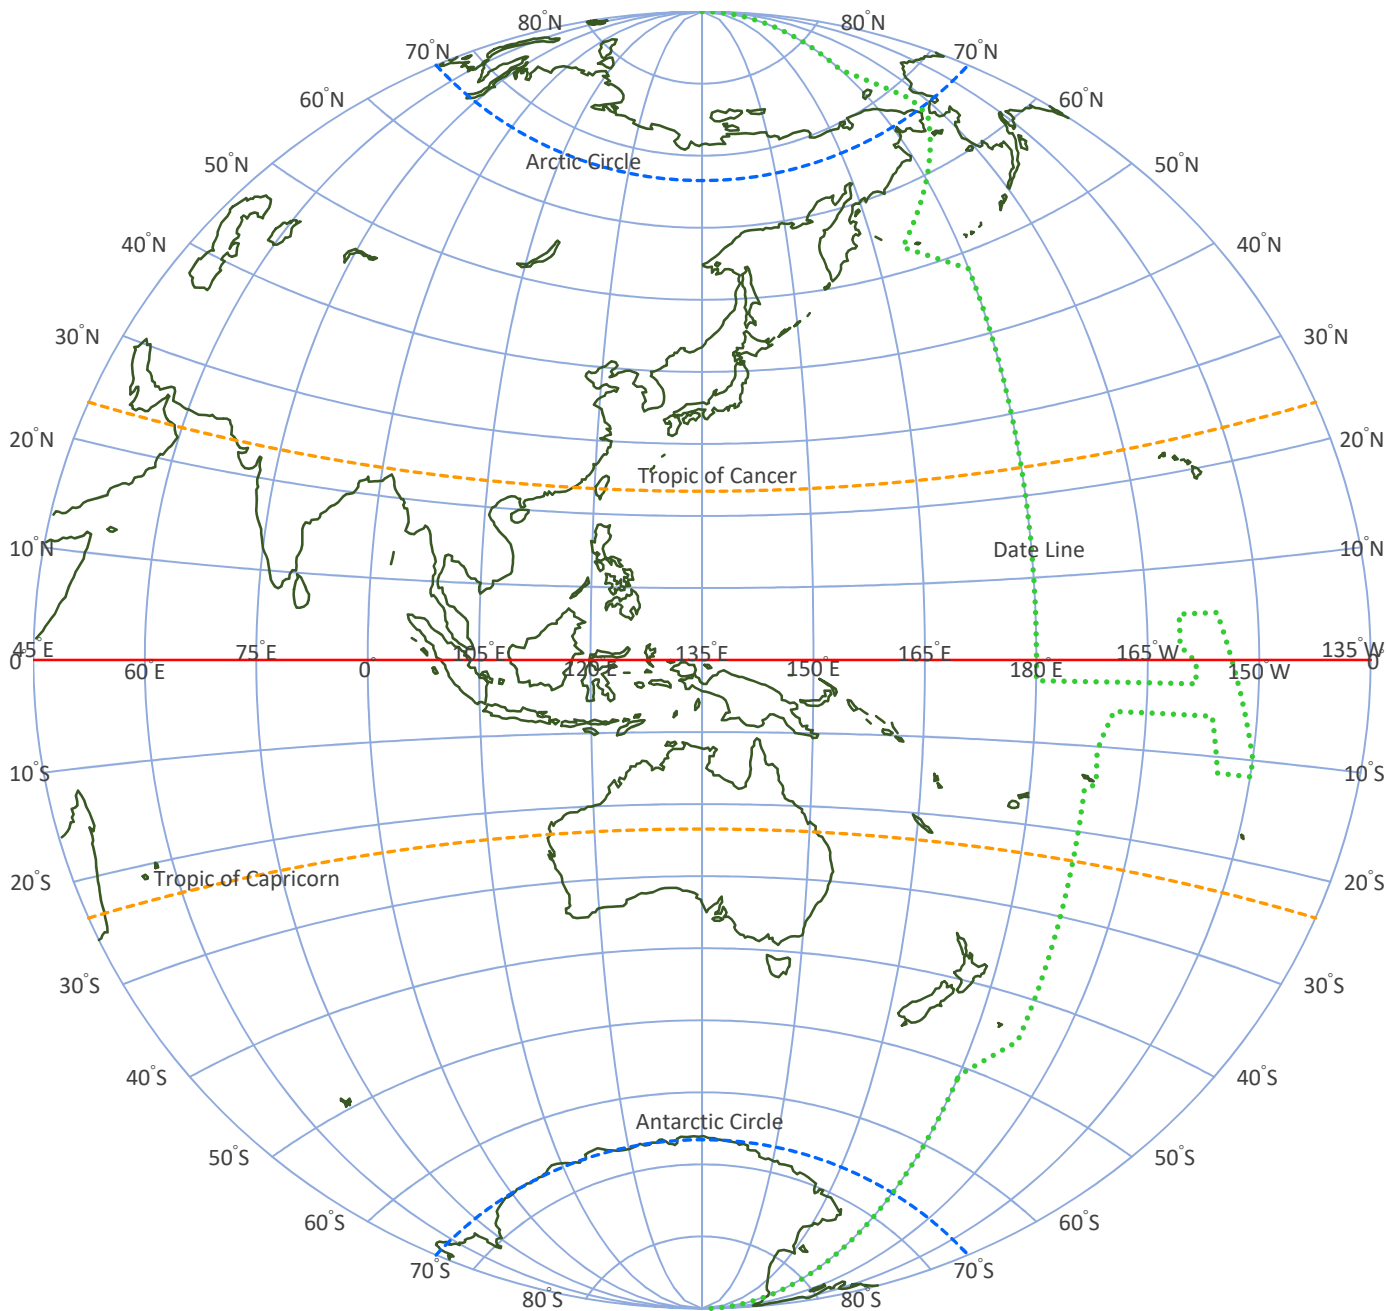 80°N 80°N
70°N 70°N
60°N 60°N
50°N 50°N
Arctic Circle
40°N 40°N
30°N 30°N
20°N 20°N
Tropic of Cancer
10°N Date Line 10°N
45°E 75°E 105°E 135°E 165°E 165°W 135°W
0° 60°E 0° 120°E 150°E 180°E 150°W 0°
10°S 10°S
20°S Tropic of Capricorn 20°S
30°S 30°S
40°S 40°S
Antarctic Circle
50°S 50°S
60°S 60°S
70°S 70°S
80°S 80°S